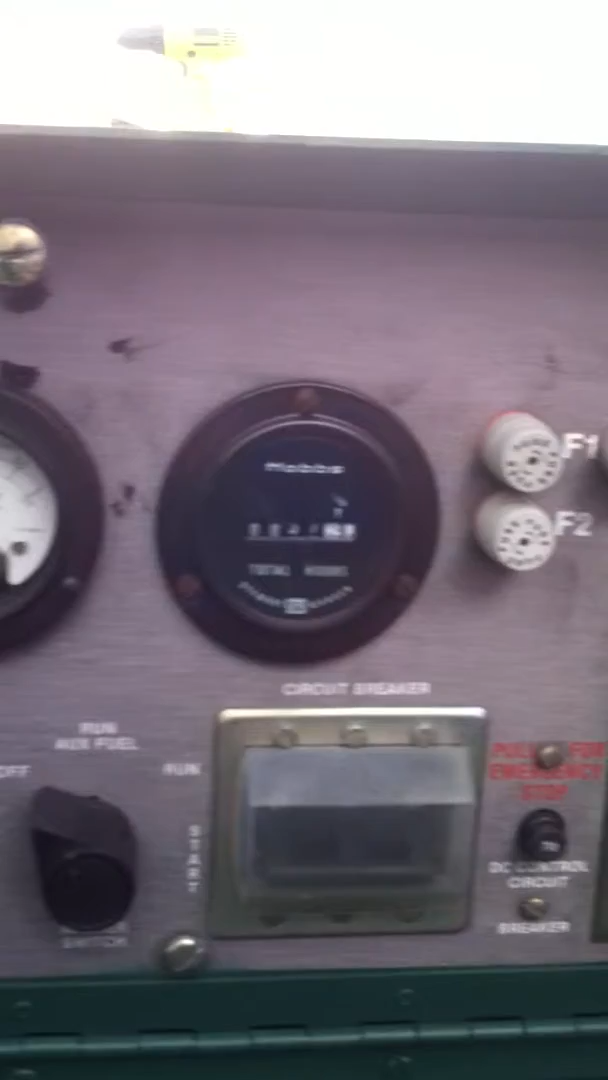 Hobbs
TOTAL HOURS
F1
F2
CIRCUIT BREAKER
RUN
AUX FUEL
OFF
RUN
START
SWITCH
PULL FOR
EMERGENCY
STOP
DC CONTROL
CIRCUIT
BREAKER